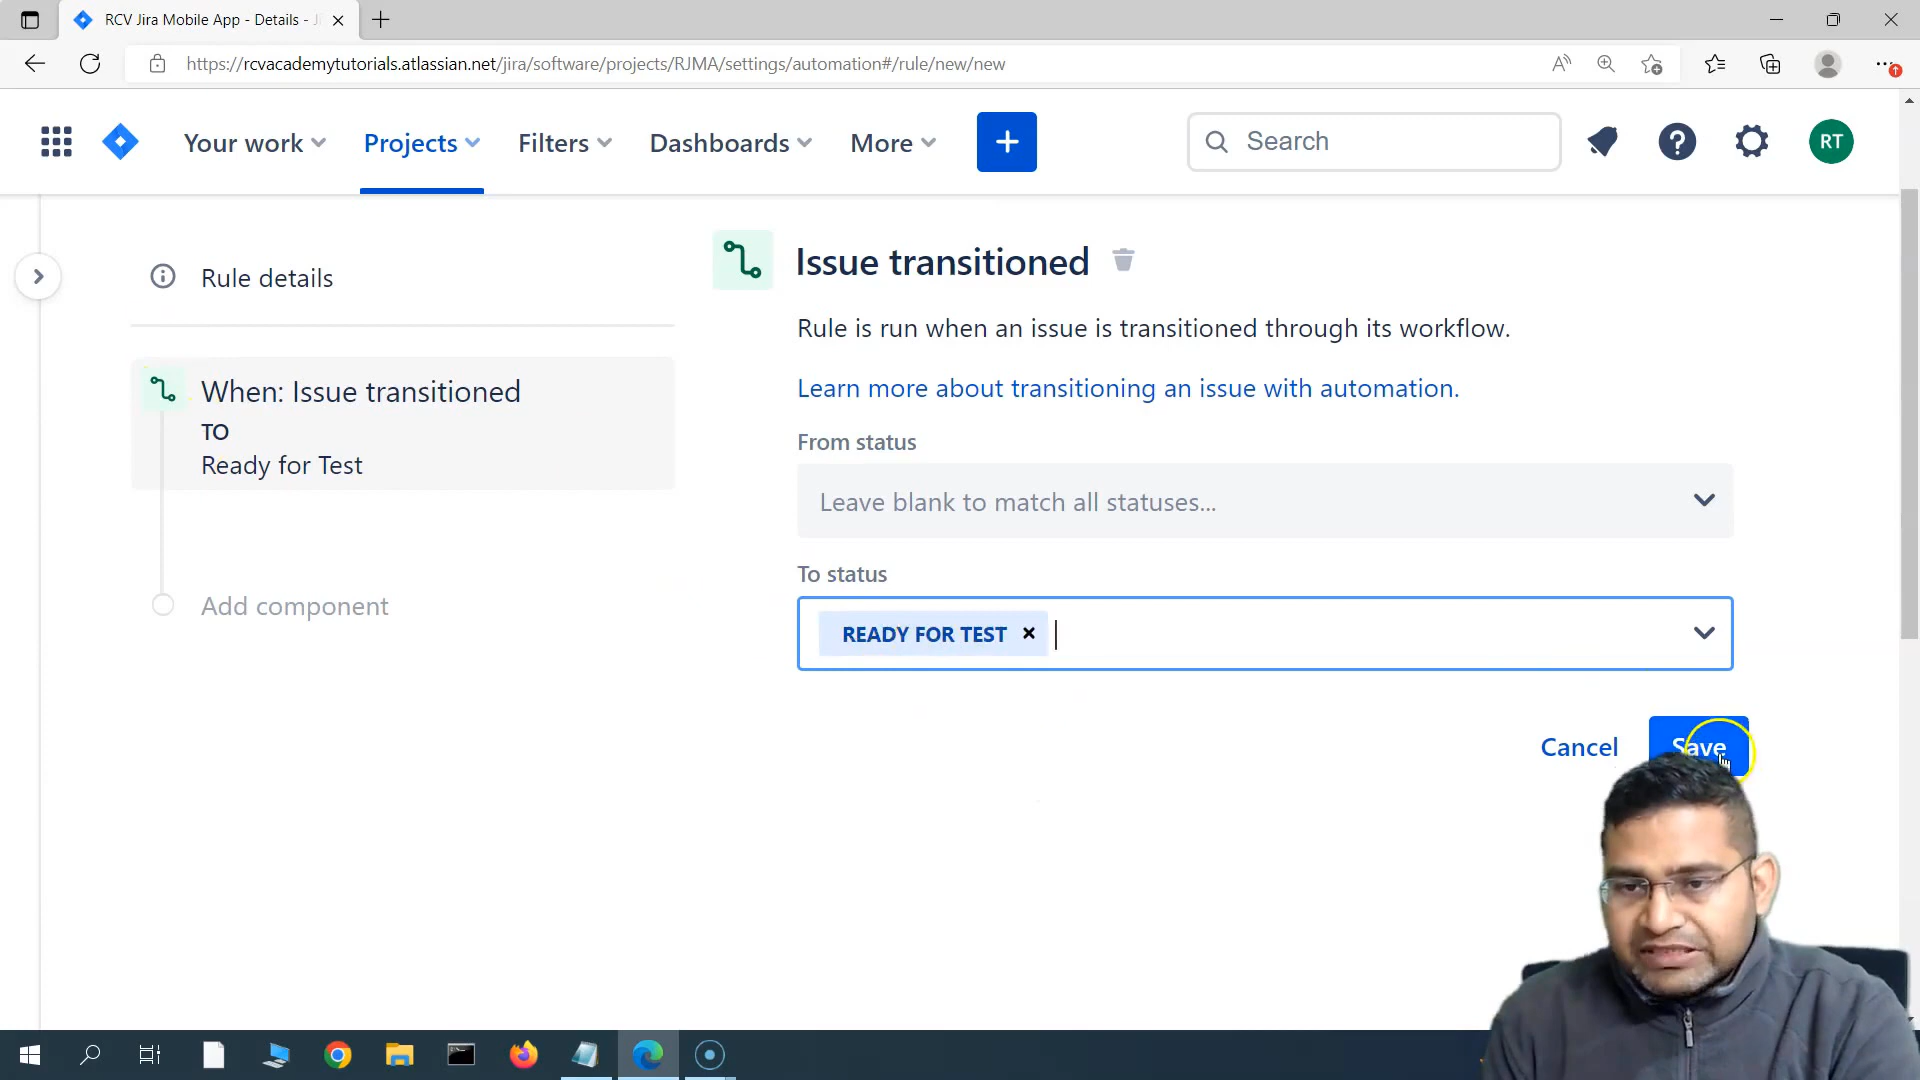 RCV Jira Mobile App - Details - Ji
https://rcvacademytutorials.atlassian.net/jira/software/projects/RJMA/settings/automation#/rule/new/new
Your work
Projects
Filters
Dashboards
More
Search
RT
Rule details
When: Issue transitioned
TO
Ready for Test
Add component
Issue transitioned
Rule is run when an issue is transitioned through its workflow.
Learn more about transitioning an issue with automation.
From status
Leave blank to match all statuses...
To status
READY FOR TEST
Cancel
Save